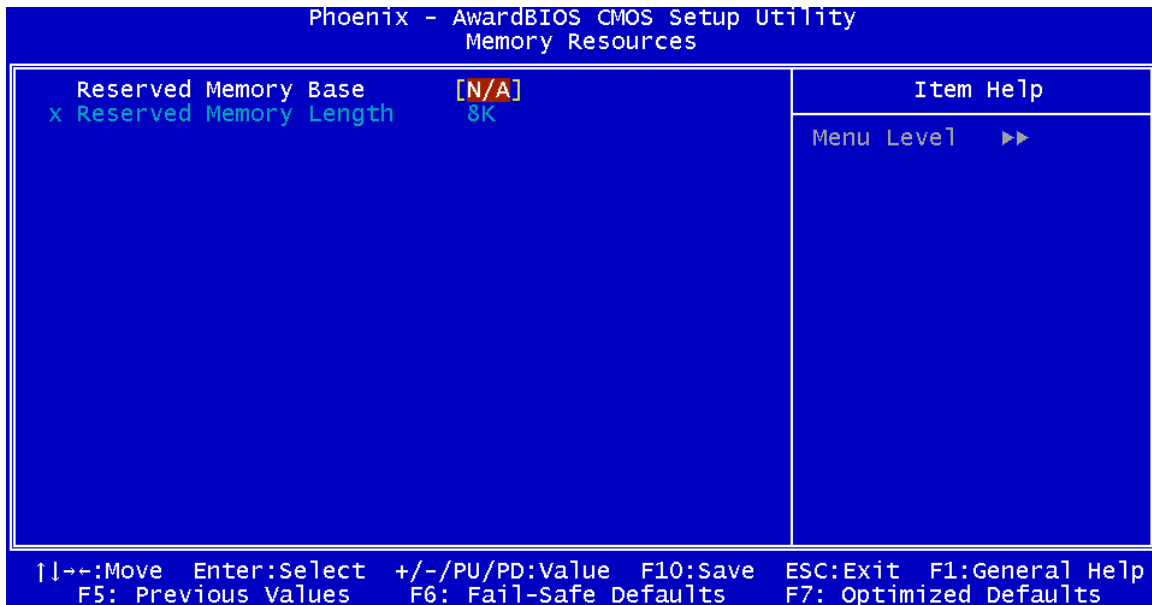 Phoenix - AwardBIOS CMOS Setup Utility
Memory Resources
Reserved Memory Base [N/A]
x Reserved Memory Length 8K
Item Help
Menu Level ▶▶
↑↓→←:Move Enter:Select +/-/PU/PD:Value F10:Save ESC:Exit F1:General Help
F5: Previous Values F6: Fail-Safe Defaults F7: Optimized Defaults